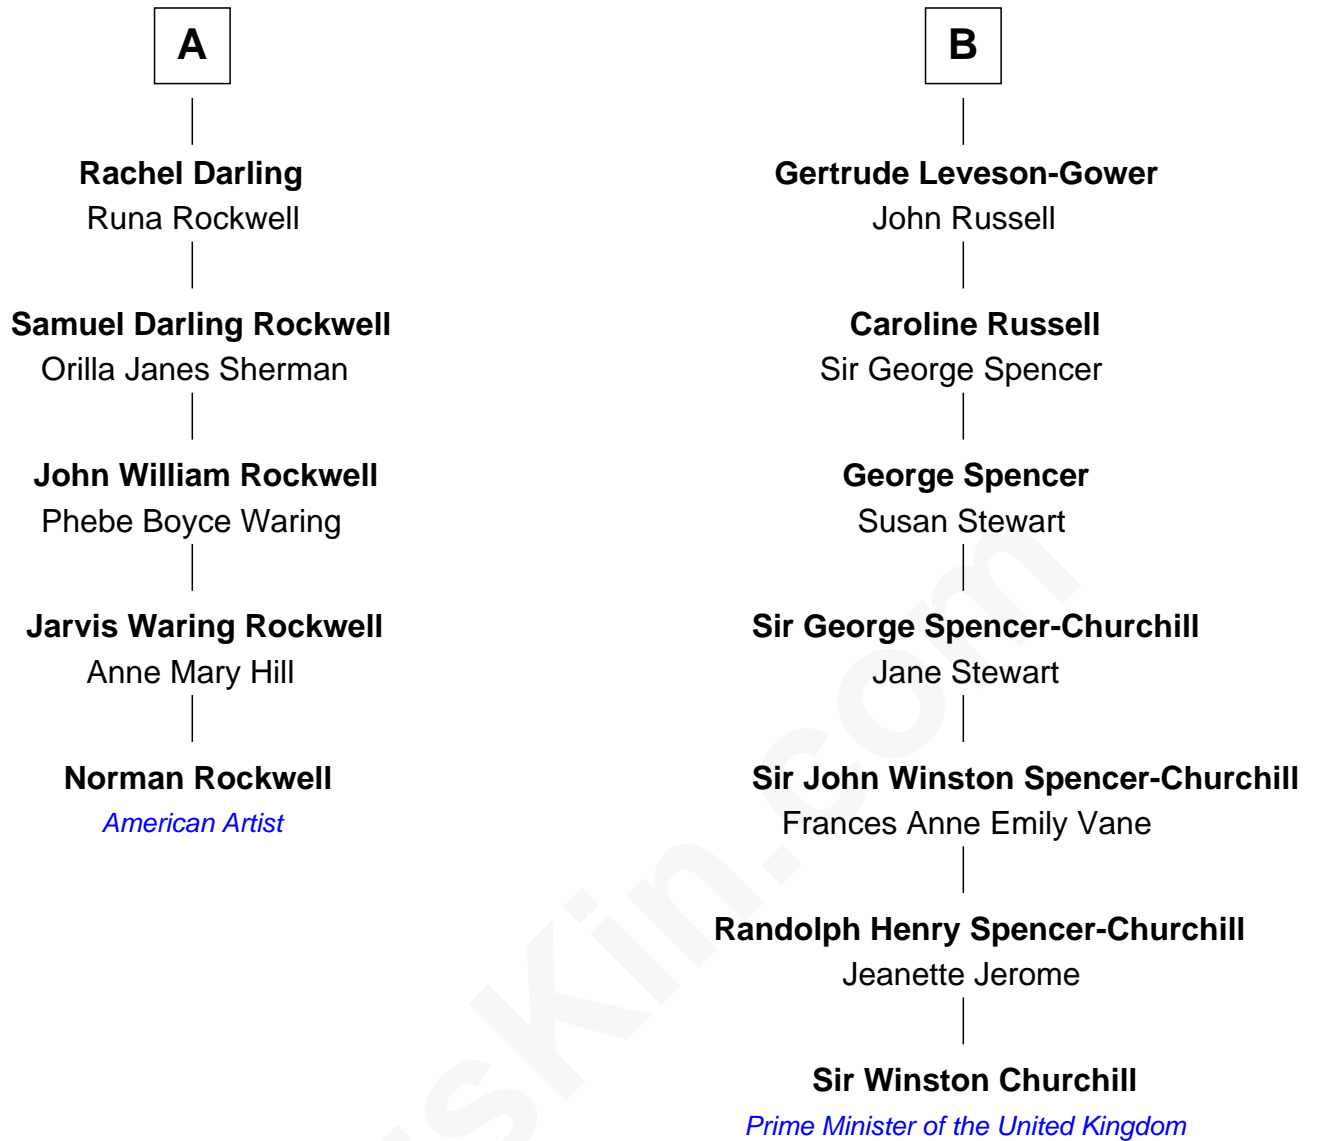 A
Rachel Darling
Runa Rockwell
Samuel Darling Rockwell
Orilla Janes Sherman
John William Rockwell
Phebe Boyce Waring
Jarvis Waring Rockwell
Anne Mary Hill
Norman Rockwell
American Artist
B
Gertrude Leveson-Gower
John Russell
Caroline Russell
Sir George Spencer
George Spencer
Susan Stewart
Sir George Spencer-Churchill
Jane Stewart
Sir John Winston Spencer-Churchill
Frances Anne Emily Vane
Randolph Henry Spencer-Churchill
Jeanette Jerome
Sir Winston Churchill
Prime Minister of the United Kingdom
sKin.com